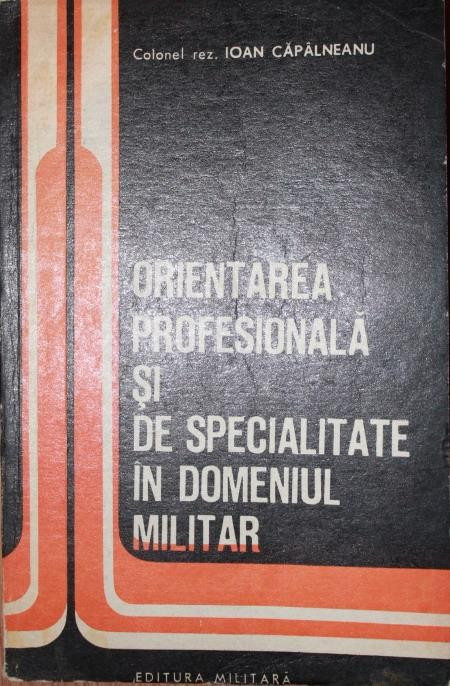 Colonel rez. IOAN CĂPÂLNEANU
ORIENTAREA
PROFESIONALĂ
ȘI
DE SPECIALITATE
ÎN DOMENIUL
MILITAR
EDITURA MILITARĂ